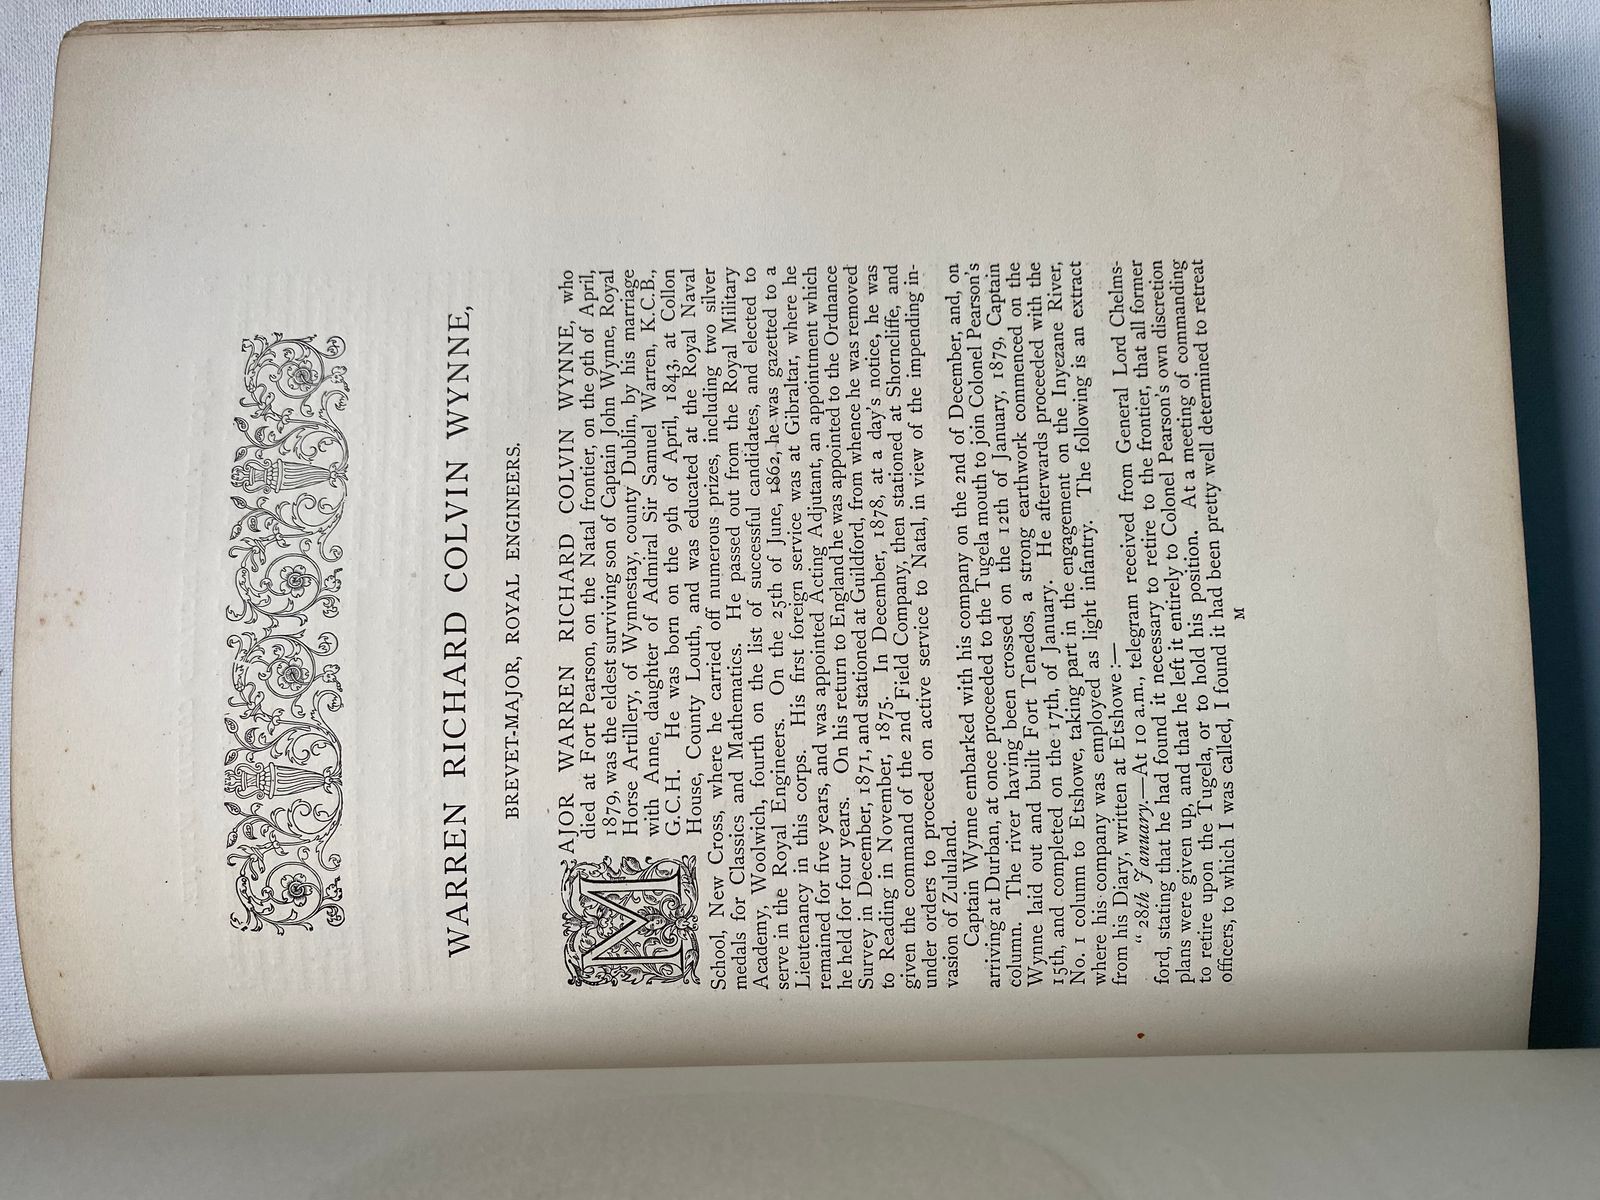 WARREN RICHARD COLVIN WYNNE,
BREVET-MAJOR, ROYAL ENGINEERS.
MAJOR WARREN RICHARD COLVIN WYNNE, who
died at Fort Pearson, on the Natal frontier, on the 9th of April,
1879, was the eldest surviving son of Captain John Wynne, Royal
Horse Artillery, of Wynnestay, county Dublin, by his marriage
with Anne, daughter of Admiral Sir Samuel Warren, K.C.B.,
G.C.H. He was born on the 9th of April, 1843, at Collon
House, County Louth, and was educated at the Royal Naval
School, New Cross, where he carried off numerous prizes, including two silver
medals for Classics and Mathematics. He passed out from the Royal Military
Academy, Woolwich, fourth on the list of successful candidates, and elected to
serve in the Royal Engineers. On the 25th of June, 1862, he was gazetted to a
Lieutenancy in this corps. His first foreign service was at Gibraltar, where he
remained for five years, and was appointed Acting Adjutant, an appointment which
he held for four years. On his return to England he was appointed to the Ordnance
Survey in December, 1871, and stationed at Guildford, from whence he was removed
to Reading in November, 1875. In December, 1878, at a day's notice, he was
given the command of the 2nd Field Company, then stationed at Shorncliffe, and
under orders to proceed on active service to Natal, in view of the impending in-
vasion of Zululand.
Captain Wynne embarked with his company on the 2nd of December, and, on
arriving at Durban, at once proceeded to the Tugela mouth to join Colonel Pearson's
column. The river having been crossed on the 12th of January, 1879, Captain
Wynne laid out and built Fort Tenedos, a strong earthwork commenced on the
15th, and completed on the 17th, of January. He afterwards proceeded with the
No. 1 column to Etshowe, taking part in the engagement on the Inyezane River,
where his company was employed as light infantry. The following is an extract
from his Diary, written at Etshowe:—
"28th January.—At 10 a.m., telegram received from General Lord Chelms-
ford, stating that he had found it necessary to retire to the frontier, that all former
plans were given up, and that he left it entirely to Colonel Pearson's own discretion
to retire upon the Tugela, or to hold his position. At a meeting of commanding
officers, to which I was called, I found it had been pretty well determined to retreat
M